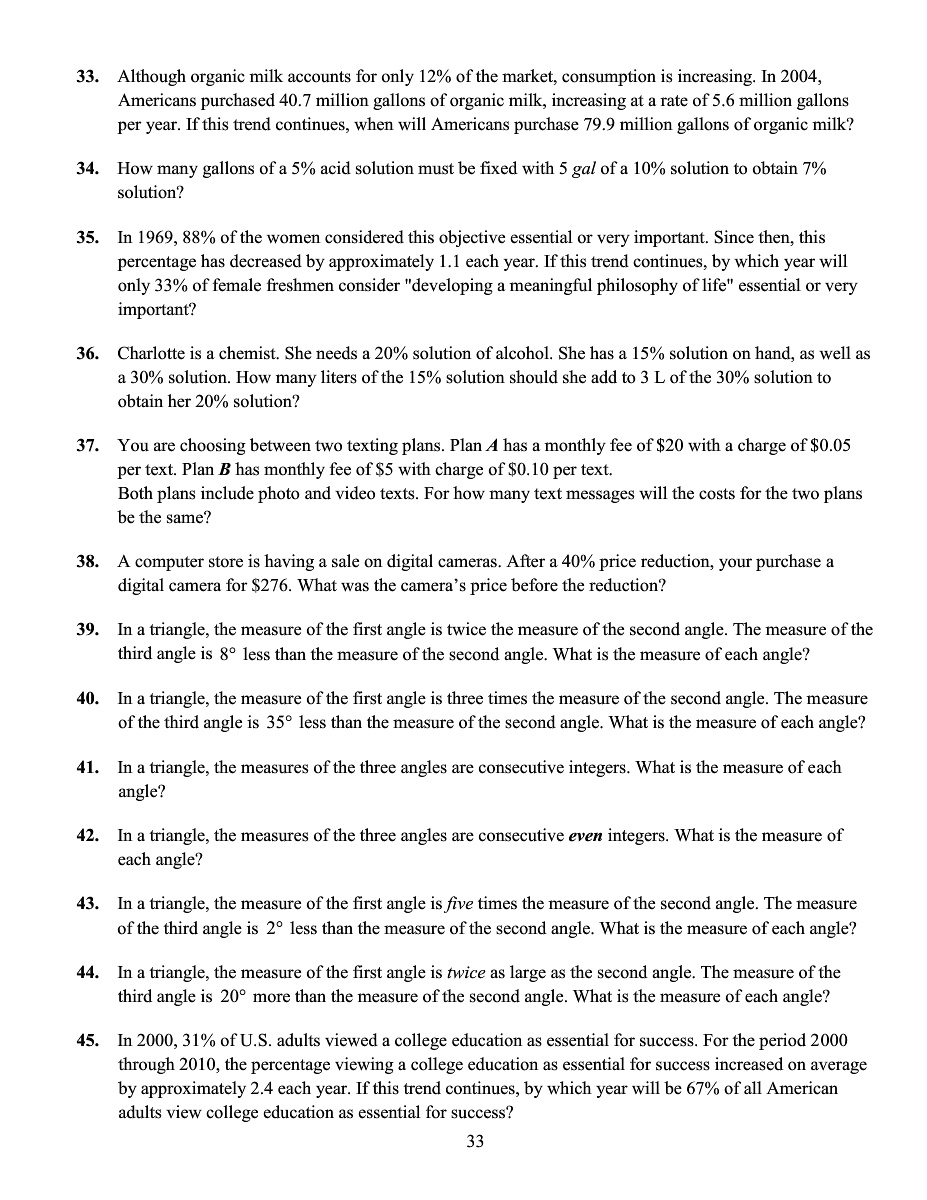 33. Although organic milk accounts for only 12% of the market, consumption is increasing. In 2004,
Americans purchased 40.7 million gallons of organic milk, increasing at a rate of 5.6 million gallons
per year. If this trend continues, when will Americans purchase 79.9 million gallons of organic milk?
34. How many gallons of a 5% acid solution must be fixed with 5 gal of a 10% solution to obtain 7%
solution?
35. In 1969, 88% of the women considered this objective essential or very important. Since then, this
percentage has decreased by approximately 1.1 each year. If this trend continues, by which year will
only 33% of female freshmen consider "developing a meaningful philosophy of life" essential or very
important?
36. Charlotte is a chemist. She needs a 20% solution of alcohol. She has a 15% solution on hand, as well as
a 30% solution. How many liters of the 15% solution should she add to 3 L of the 30% solution to
obtain her 20% solution?
37. You are choosing between two texting plans. Plan A has a monthly fee of $20 with a charge of $0.05
per text. Plan B has monthly fee of $5 with charge of $0.10 per text.
Both plans include photo and video texts. For how many text messages will the costs for the two plans
be the same?
38. A computer store is having a sale on digital cameras. After a 40% price reduction, your purchase a
digital camera for $276. What was the camera’s price before the reduction?
39. In a triangle, the measure of the first angle is twice the measure of the second angle. The measure of the
third angle is 8° less than the measure of the second angle. What is the measure of each angle?
40. In a triangle, the measure of the first angle is three times the measure of the second angle. The measure
of the third angle is 35° less than the measure of the second angle. What is the measure of each angle?
41. In a triangle, the measures of the three angles are consecutive integers. What is the measure of each
angle?
42. In a triangle, the measures of the three angles are consecutive even integers. What is the measure of
each angle?
43. In a triangle, the measure of the first angle is five times the measure of the second angle. The measure
of the third angle is 2° less than the measure of the second angle. What is the measure of each angle?
44. In a triangle, the measure of the first angle is twice as large as the second angle. The measure of the
third angle is 20° more than the measure of the second angle. What is the measure of each angle?
45. In 2000, 31% of U.S. adults viewed a college education as essential for success. For the period 2000
through 2010, the percentage viewing a college education as essential for success increased on average
by approximately 2.4 each year. If this trend continues, by which year will be 67% of all American
adults view college education as essential for success?
33